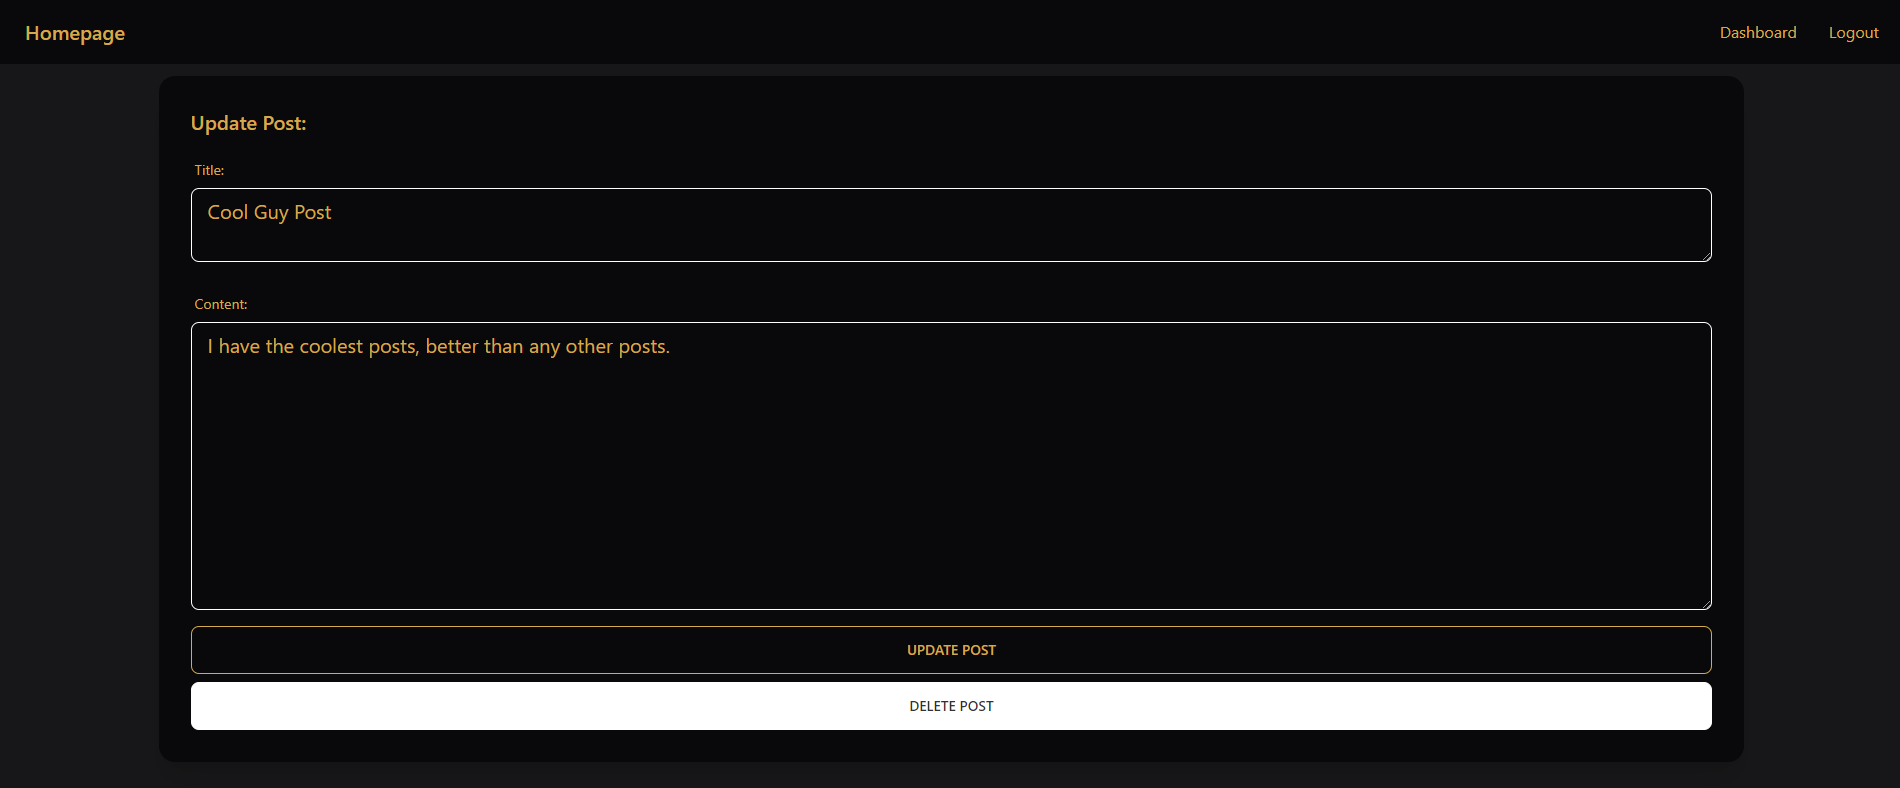 Homepage
Dashboard
Logout
Update Post:
Title:
Cool Guy Post
Content:
I have the coolest posts, better than any other posts.
UPDATE POST
DELETE POST